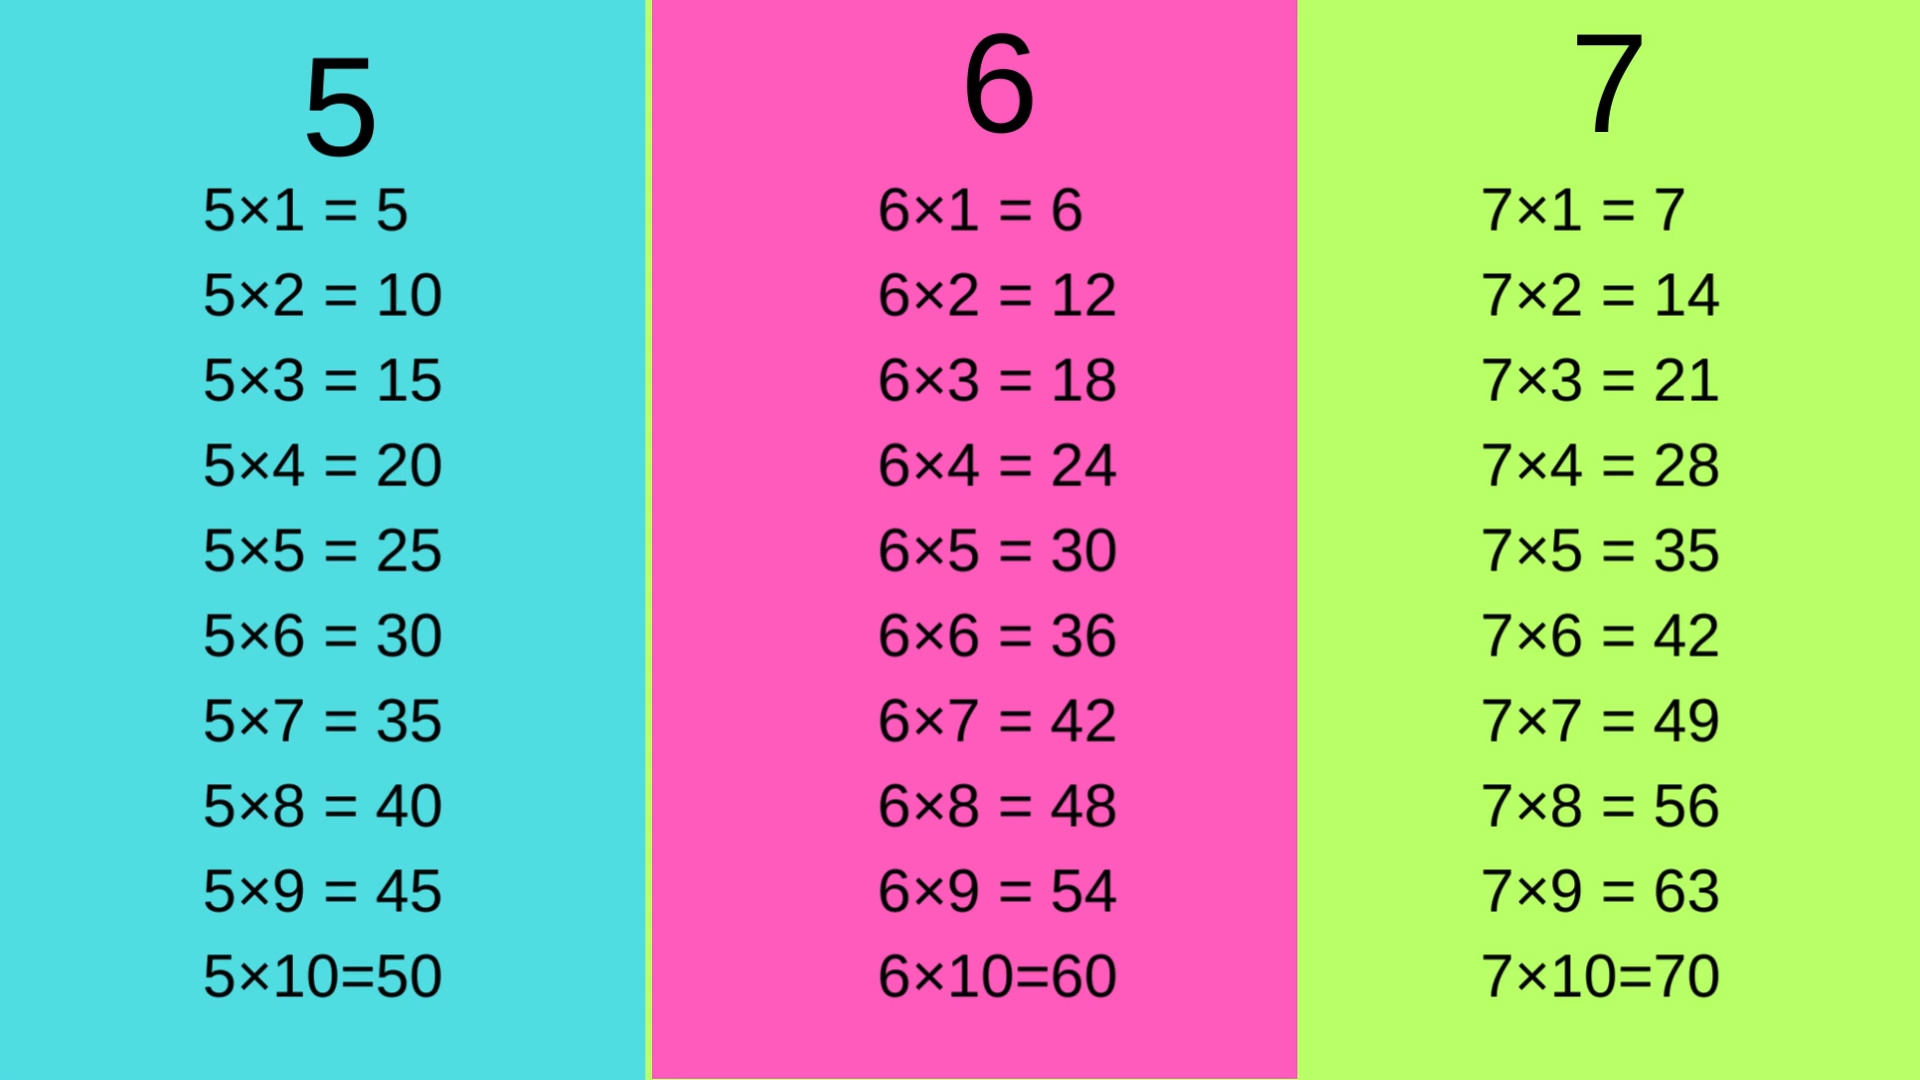 5
5×1 = 5
5×2 = 10
5×3 = 15
5×4 = 20
5×5 = 25
5×6 = 30
5×7 = 35
5×8 = 40
5×9 = 45
5×10=50
6
6×1 = 6
6×2 = 12
6×3 = 18
6×4 = 24
6×5 = 30
6×6 = 36
6×7 = 42
6×8 = 48
6×9 = 54
6×10=60
7
7×1 = 7
7×2 = 14
7×3 = 21
7×4 = 28
7×5 = 35
7×6 = 42
7×7 = 49
7×8 = 56
7×9 = 63
7×10=70